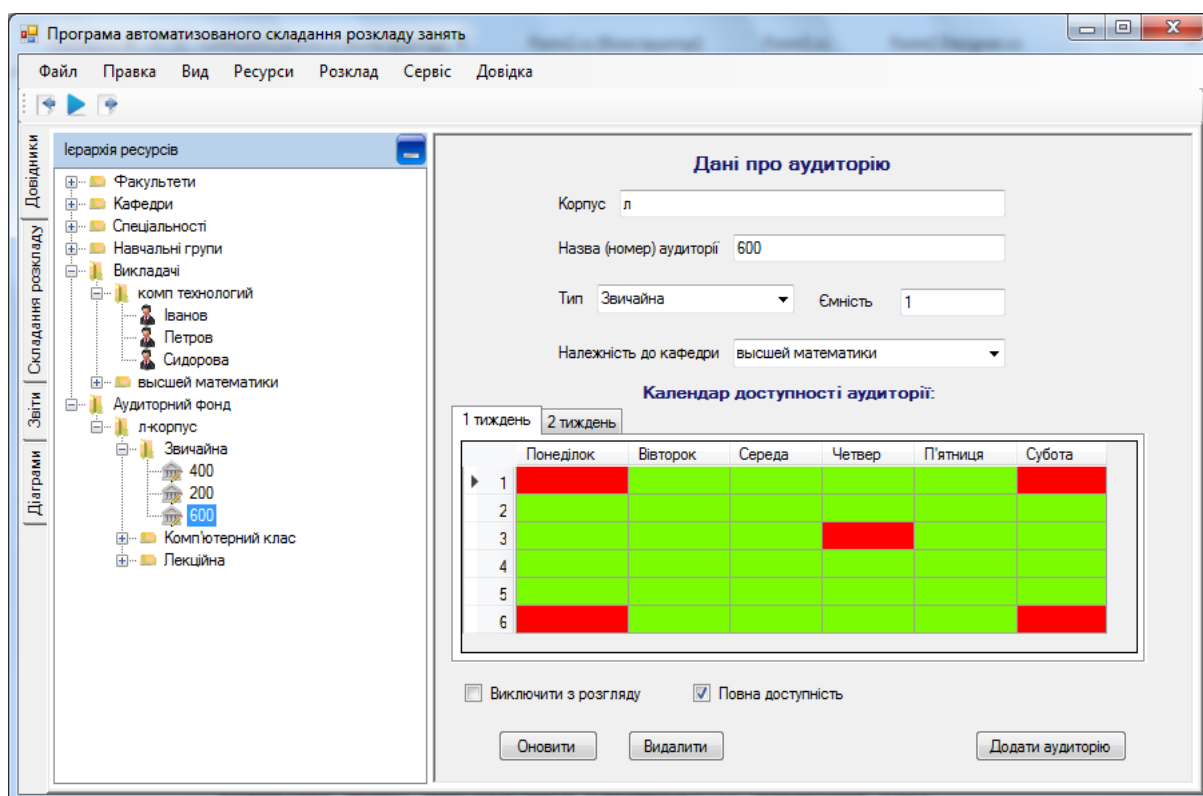 Програма автоматизованого складання розкладу занять
Файл Правка Вид Ресурси Розклад Сервіс Довідка
Довідники
Складання розкладу
Звіти
Діаграми
Ієрархія ресурсів
Факультети
Кафедри
Спеціальності
Навчальні групи
Викладачі
комп технологий
Іванов
Петров
Сидорова
высшей математики
Аудиторний фонд
л-корпус
Звичайна
400
200
600
Комп'ютерний клас
Лекційна
Дані про аудиторію
Корпус л
Назва (номер) аудиторії 600
Тип Звичайна Ємність 1
Належність до кафедри высшей математики
Календар доступності аудиторії:
1 тиждень 2 тиждень
Понеділок Вівторок Середа Четвер П'ятниця Субота
1
2
3
4
5
6
Виключити з розгляду Повна доступність
Оновити Видалити Додати аудиторію